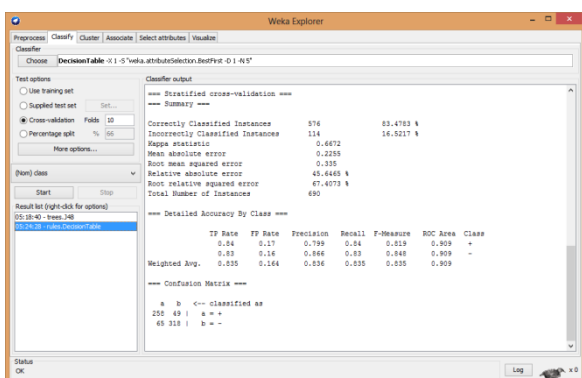 Weka Explorer
Preprocess Classify Cluster Associate Select attributes Visualize
Classifier
Choose DecisionTable -X 1 -S "weka.attributeSelection.BestFirst -D 1 -N 5"
Test options
Use training set
Supplied test set Set...
Cross-validation Folds 10
Percentage split % 66
More options...
(Nom) class
Start Stop
Result list (right-click for options)
05:18:40 - trees.J48
05:24:28 - rules.DecisionTable
Classifier output
=== Stratified cross-validation ===
=== Summary ===
Correctly Classified Instances 576 83.4783 %
Incorrectly Classified Instances 114 16.5217 %
Kappa statistic 0.6672
Mean absolute error 0.2255
Root mean squared error 0.335
Relative absolute error 45.6465 %
Root relative squared error 67.4073 %
Total Number of Instances 690
=== Detailed Accuracy By Class ===
TP Rate FP Rate Precision Recall F-Measure ROC Area Class
0.84 0.17 0.799 0.84 0.819 0.909 +
0.83 0.16 0.866 0.83 0.848 0.909 -
Weighted Avg. 0.835 0.164 0.836 0.835 0.835 0.909
=== Confusion Matrix ===
a b <-- classified as
258 49 | a = +
65 318 | b = -
Status
OK
Log
x 0